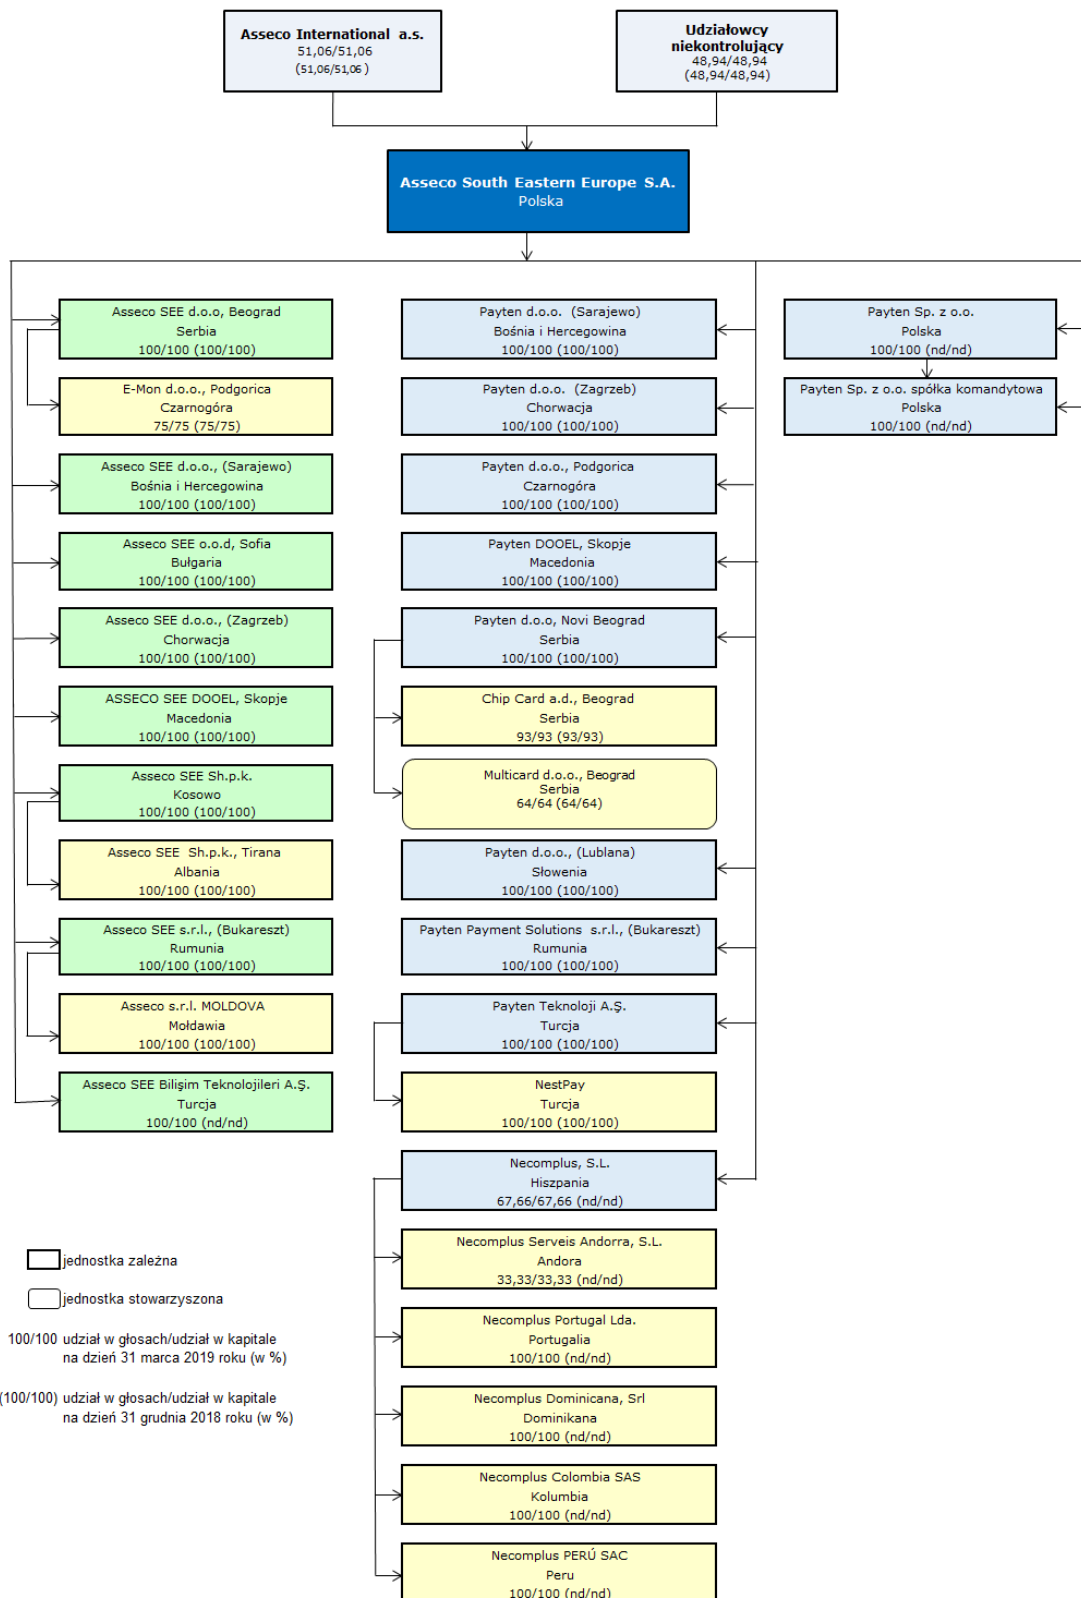 Asseco International a.s.
51,06/51,06
(51,06/51,06 )
Udziałowcy
niekontrolujący
48,94/48,94
(48,94/48,94)
Asseco South Eastern Europe S.A.
Polska
Asseco SEE d.o.o, Beograd
Serbia
100/100 (100/100)
E-Mon d.o.o., Podgorica
Czarnogóra
75/75 (75/75)
Asseco SEE d.o.o., (Sarajewo)
Bośnia i Hercegowina
100/100 (100/100)
Asseco SEE o.o.d, Sofia
Bułgaria
100/100 (100/100)
Asseco SEE d.o.o., (Zagrzeb)
Chorwacja
100/100 (100/100)
ASSECO SEE DOOEL, Skopje
Macedonia
100/100 (100/100)
Asseco SEE Sh.p.k.
Kosowo
100/100 (100/100)
Asseco SEE Sh.p.k., Tirana
Albania
100/100 (100/100)
Asseco SEE s.r.l., (Bukareszt)
Rumunia
100/100 (100/100)
Asseco s.r.l. MOLDOVA
Mołdawia
100/100 (100/100)
Asseco SEE Bilişim Teknolojileri A.Ş.
Turcja
100/100 (nd/nd)
Payten d.o.o. (Sarajewo)
Bośnia i Hercegowina
100/100 (100/100)
Payten d.o.o. (Zagrzeb)
Chorwacja
100/100 (100/100)
Payten d.o.o., Podgorica
Czarnogóra
100/100 (100/100)
Payten DOOEL, Skopje
Macedonia
100/100 (100/100)
Payten d.o.o, Novi Beograd
Serbia
100/100 (100/100)
Chip Card a.d., Beograd
Serbia
93/93 (93/93)
Multicard d.o.o., Beograd
Serbia
64/64 (64/64)
Payten d.o.o., (Lublana)
Słowenia
100/100 (100/100)
Payten Payment Solutions s.r.l., (Bukareszt)
Rumunia
100/100 (100/100)
Payten Teknoloji A.Ş.
Turcja
100/100 (100/100)
NestPay
Turcja
100/100 (100/100)
Necomplus, S.L.
Hiszpania
67,66/67,66 (nd/nd)
Necomplus Serveis Andorra, S.L.
Andora
33,33/33,33 (nd/nd)
Necomplus Portugal Lda.
Portugalia
100/100 (nd/nd)
Necomplus Dominicana, Srl
Dominikana
100/100 (nd/nd)
Necomplus Colombia SAS
Kolumbia
100/100 (nd/nd)
Necomplus PERÚ SAC
Peru
100/100 (nd/nd)
Payten Sp. z o.o.
Polska
100/100 (nd/nd)
Payten Sp. z o.o. spółka komandytowa
Polska
100/100 (nd/nd)
jednostka zależna
jednostka stowarzyszona
100/100 udział w głosach/udział w kapitale
na dzień 31 marca 2019 roku (w %)
(100/100) udział w głosach/udział w kapitale
na dzień 31 grudnia 2018 roku (w %)